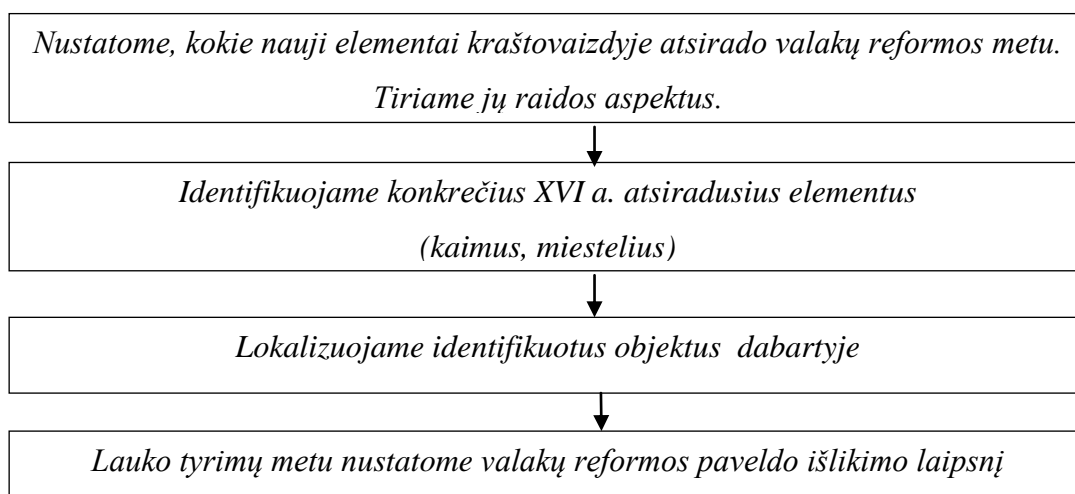 Nustatome, kokie nauji elementai kraštovaizdyje atsirado valakų reformos metu.
Tiriame jų raidos aspektus.
Identifikuojame konkrečius XVI a. atsiradusius elementus
(kaimus, miestelius)
Lokalizuojame identifikuotus objektus dabartyje
Lauko tyrimų metu nustatome valakų reformos paveldo išlikimo laipsnį